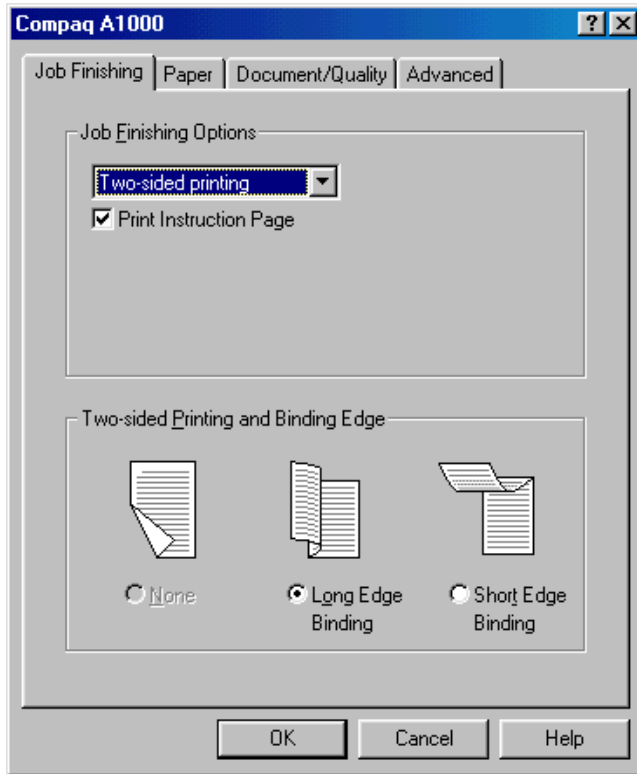 Compaq A1000
Job Finishing Paper Document/Quality Advanced
Job Finishing Options
Two-sided printing
Print Instruction Page
Two-sided Printing and Binding Edge
None
Long Edge Binding
Short Edge Binding
OK Cancel Help